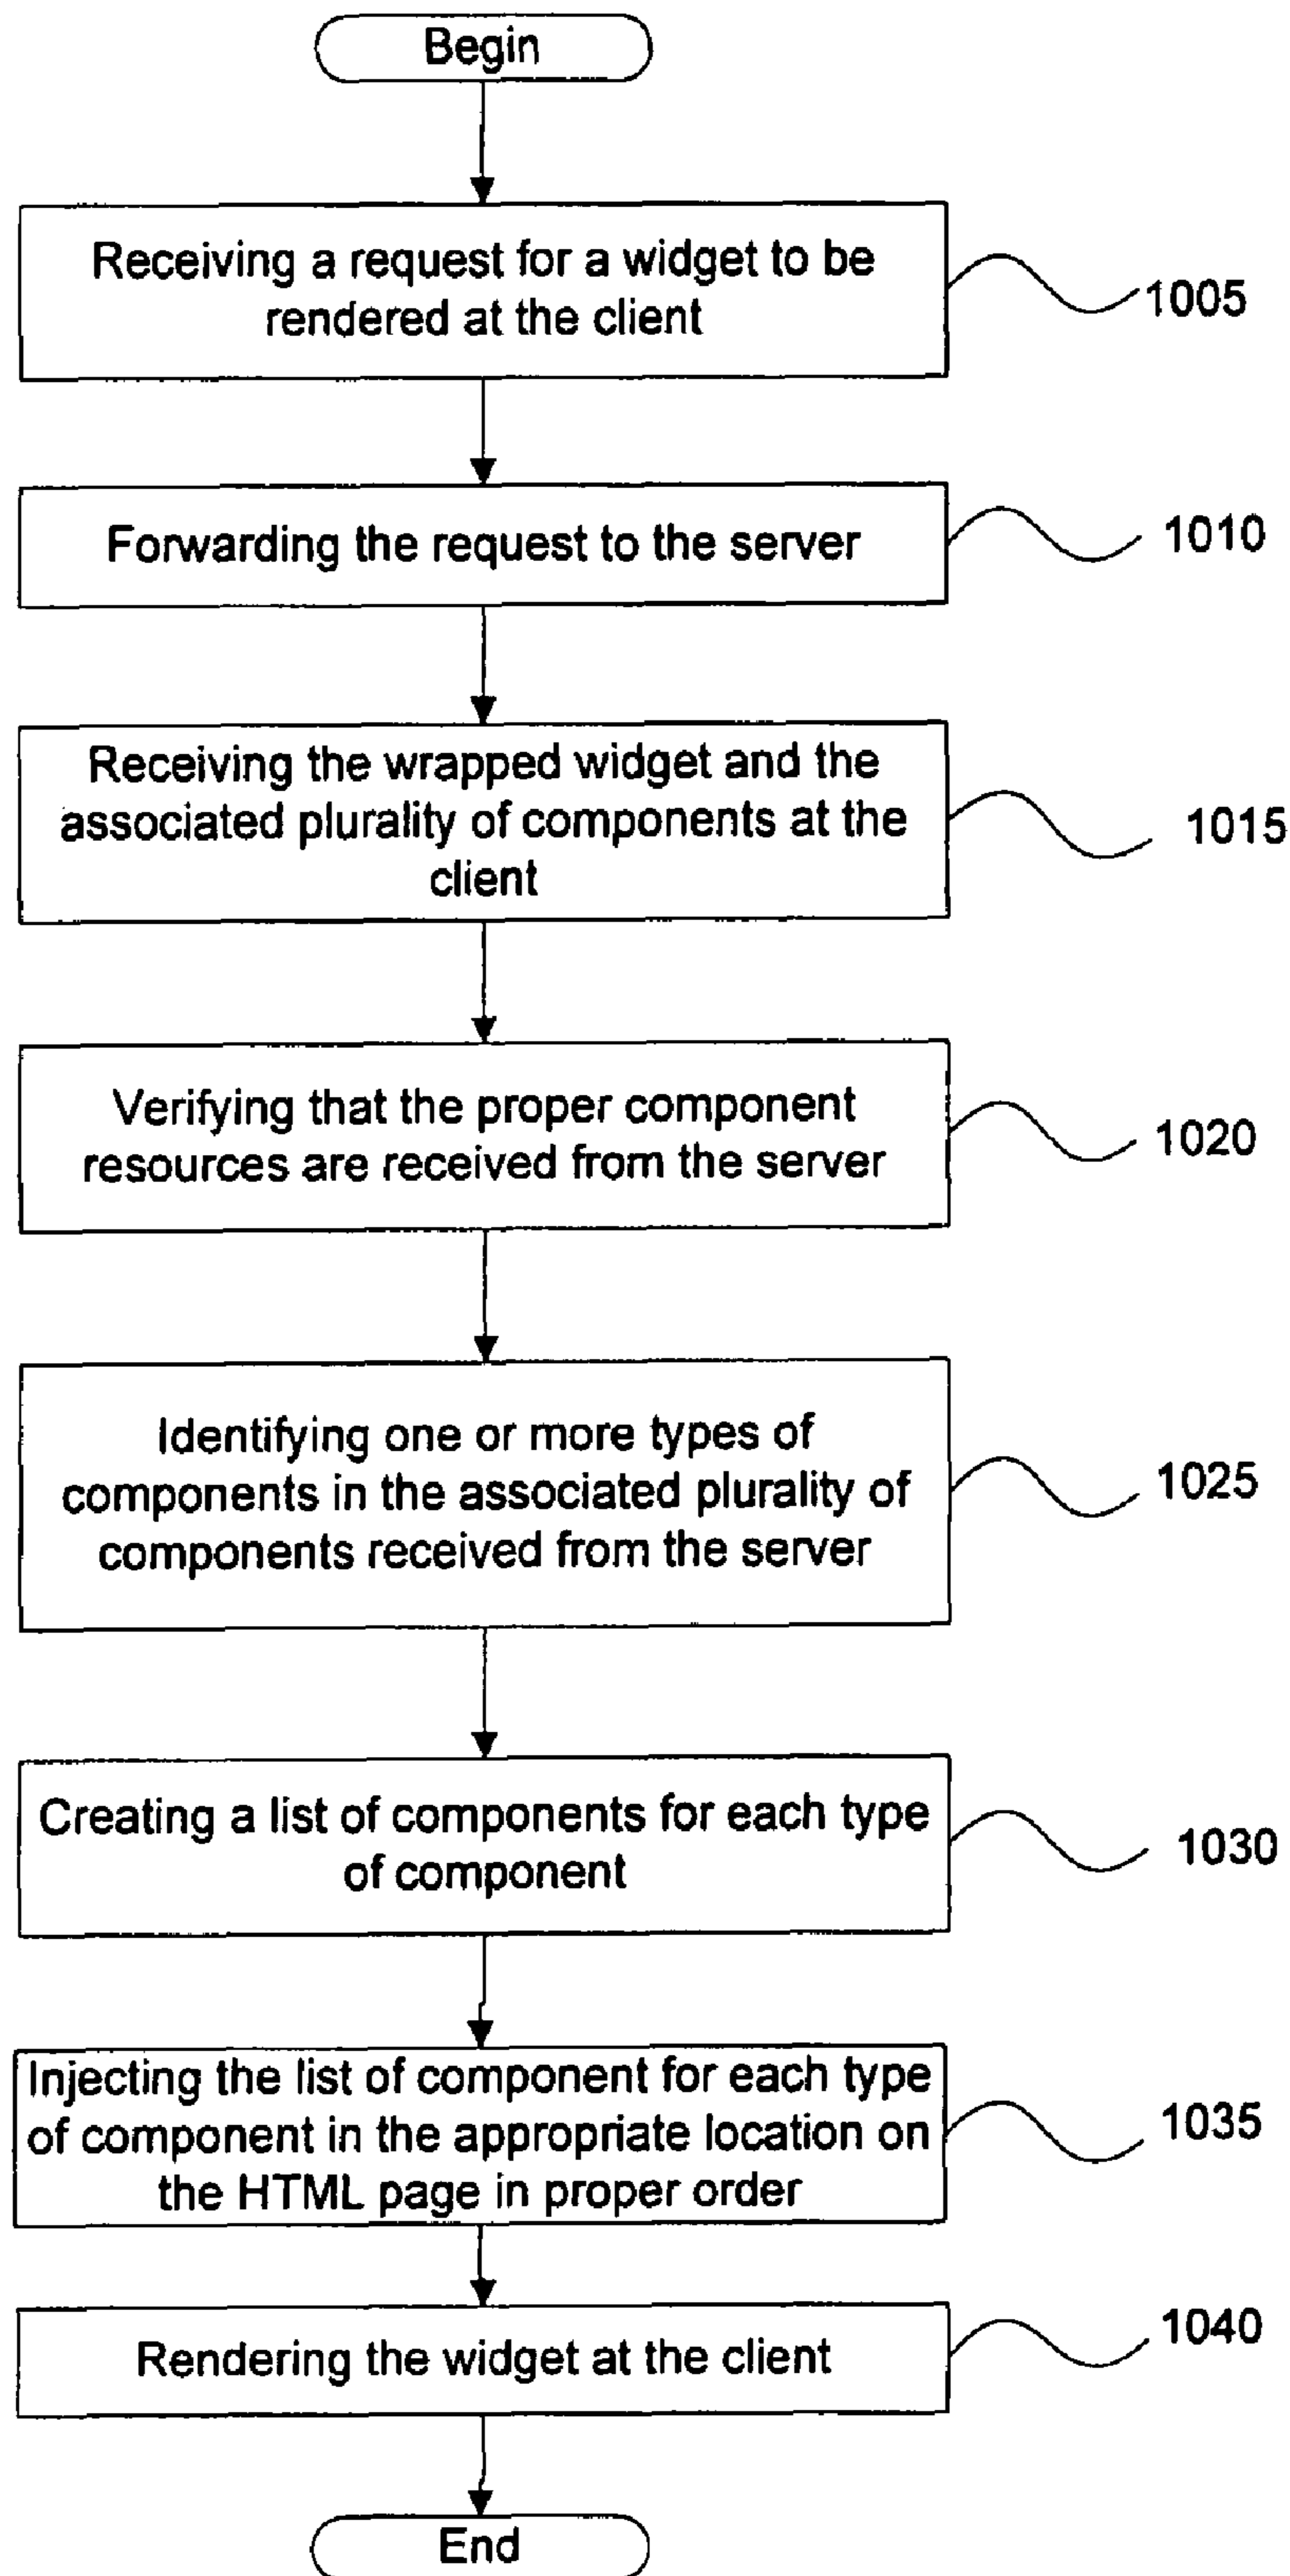 Begin
Receiving a request for a widget to be
rendered at the client
1005
Forwarding the request to the server
1010
Receiving the wrapped widget and the
associated plurality of components at the
client
1015
Verifying that the proper component
resources are received from the server
1020
Identifying one or more types of
components in the associated plurality of
components received from the server
1025
Creating a list of components for each type
of component
1030
Injecting the list of component for each type
of component in the appropriate location on
the HTML page in proper order
1035
Rendering the widget at the client
1040
End